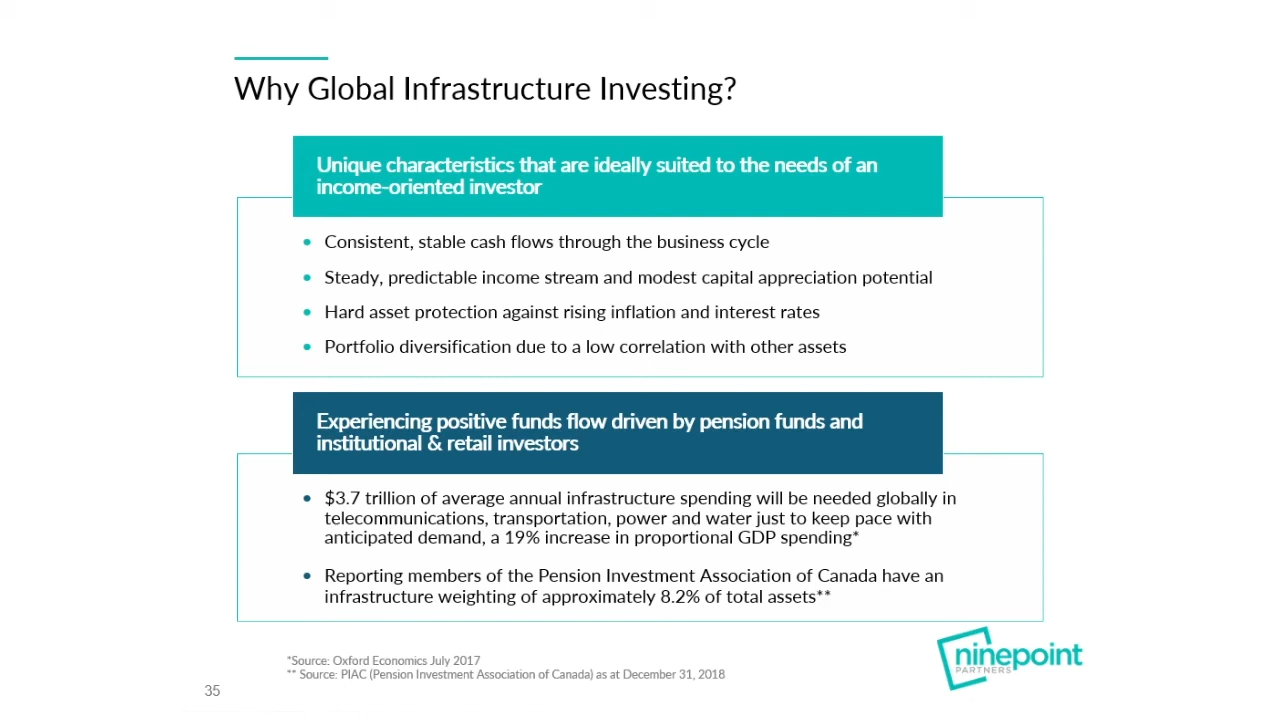 Why Global Infrastructure Investing?
Unique characteristics that are ideally suited to the needs of an
income-oriented investor
• Consistent, stable cash flows through the business cycle
• Steady, predictable income stream and modest capital appreciation potential
• Hard asset protection against rising inflation and interest rates
• Portfolio diversification due to a low correlation with other assets
Experiencing positive funds flow driven by pension funds and
institutional & retail investors
• $3.7 trillion of average annual infrastructure spending will be needed globally in
telecommunications, transportation, power and water just to keep pace with
anticipated demand, a 19% increase in proportional GDP spending*
• Reporting members of the Pension Investment Association of Canada have an
infrastructure weighting of approximately 8.2% of total assets**
*Source: Oxford Economics July 2017
** Source: PIAC (Pension Investment Association of Canada) as at December 31, 2018
35
ninepoint
PARTNERS